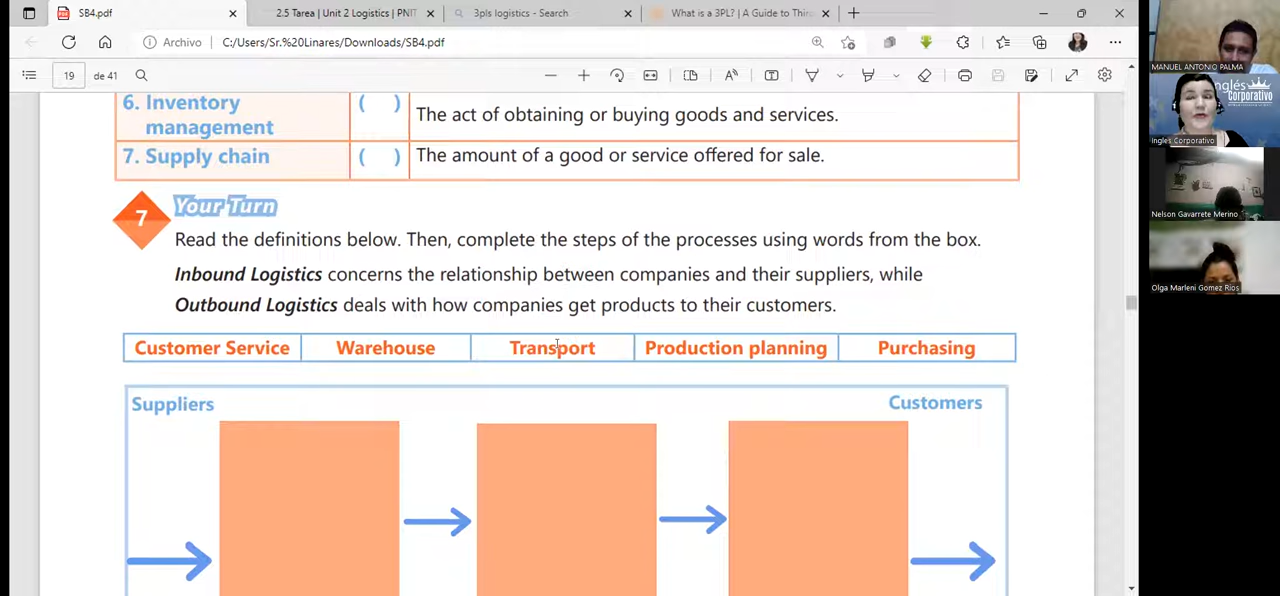 SB4.pdf
2.5 Tarea | Unit 2 Logistics | PNIT
3pls logistics - Search
What is a 3PL? | A Guide to Thir
Archivo
C:/Users/Sr.%20Linares/Downloads/SB4.pdf
19 de 41
6. Inventory management ( ) The act of obtaining or buying goods and services.
7. Supply chain ( ) The amount of a good or service offered for sale.
7 Your Turn
Read the definitions below. Then, complete the steps of the processes using words from the box.
Inbound Logistics concerns the relationship between companies and their suppliers, while
Outbound Logistics deals with how companies get products to their customers.
Customer Service Warehouse Transport Production planning Purchasing
Suppliers Customers
MANUEL ANTONIO PALMA
Inglés Corporativo
Inglés Corporativo
Nelson Gavarrete Merino
Olga Marleni Gomez Rios